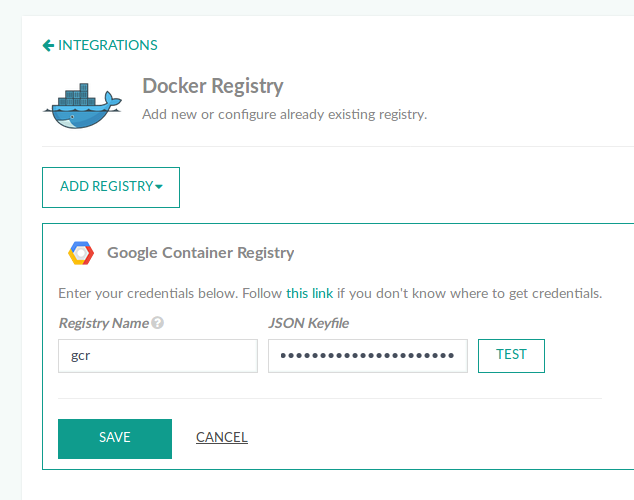 INTEGRATIONS
Docker Registry
Add new or configure already existing registry.
ADD REGISTRY
Google Container Registry
Enter your credentials below. Follow this link if you don't know where to get credentials.
Registry Name ?
JSON Keyfile
gcr
••••••••••••••••••••••
TEST
SAVE
CANCEL